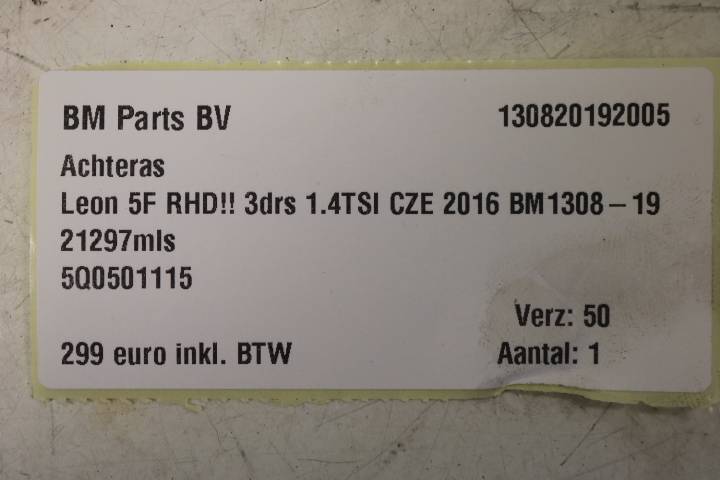 BM Parts BV 130820192005
Achteras
Leon 5F RHD!! 3drs 1.4TSI CZE 2016 BM1308-19
21297mls
5Q0501115
Verz: 50
299 euro inkl. BTW Aantal: 1